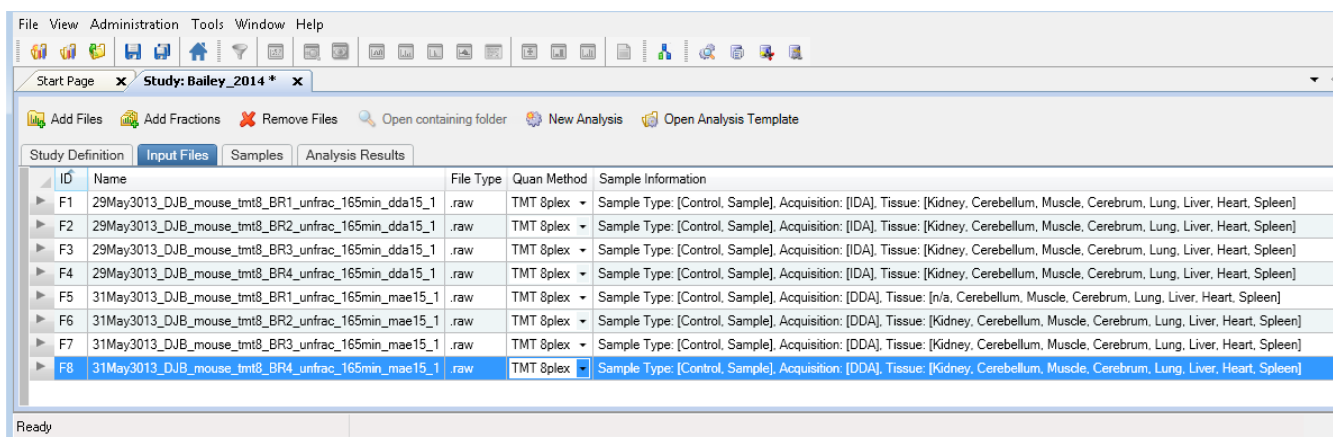 File View Administration Tools Window Help
Start Page x Study: Bailey_2014 * x
Add Files Add Fractions Remove Files Open containing folder New Analysis Open Analysis Template
Study Definition Input Files Samples Analysis Results
ID Name File Type Quan Method Sample Information
F1 29May3013_DJB_mouse_tmt8_BR1_unfrac_165min_dda15_1 .raw TMT 8plex Sample Type: [Control, Sample], Acquisition: [IDA], Tissue: [Kidney, Cerebellum, Muscle, Cerebrum, Lung, Liver, Heart, Spleen]
F2 29May3013_DJB_mouse_tmt8_BR2_unfrac_165min_dda15_1 .raw TMT 8plex Sample Type: [Control, Sample], Acquisition: [IDA], Tissue: [Kidney, Cerebellum, Muscle, Cerebrum, Lung, Liver, Heart, Spleen]
F3 29May3013_DJB_mouse_tmt8_BR3_unfrac_165min_dda15_1 .raw TMT 8plex Sample Type: [Control, Sample], Acquisition: [IDA], Tissue: [Kidney, Cerebellum, Muscle, Cerebrum, Lung, Liver, Heart, Spleen]
F4 29May3013_DJB_mouse_tmt8_BR4_unfrac_165min_dda15_1 .raw TMT 8plex Sample Type: [Control, Sample], Acquisition: [IDA], Tissue: [Kidney, Cerebellum, Muscle, Cerebrum, Lung, Liver, Heart, Spleen]
F5 31May3013_DJB_mouse_tmt8_BR1_unfrac_165min_mae15_1 .raw TMT 8plex Sample Type: [Control, Sample], Acquisition: [DDA], Tissue: [n/a, Cerebellum, Muscle, Cerebrum, Lung, Liver, Heart, Spleen]
F6 31May3013_DJB_mouse_tmt8_BR2_unfrac_165min_mae15_1 .raw TMT 8plex Sample Type: [Control, Sample], Acquisition: [DDA], Tissue: [Kidney, Cerebellum, Muscle, Cerebrum, Lung, Liver, Heart, Spleen]
F7 31May3013_DJB_mouse_tmt8_BR3_unfrac_165min_mae15_1 .raw TMT 8plex Sample Type: [Control, Sample], Acquisition: [DDA], Tissue: [Kidney, Cerebellum, Muscle, Cerebrum, Lung, Liver, Heart, Spleen]
F8 31May3013_DJB_mouse_tmt8_BR4_unfrac_165min_mae15_1 .raw TMT 8plex Sample Type: [Control, Sample], Acquisition: [DDA], Tissue: [Kidney, Cerebellum, Muscle, Cerebrum, Lung, Liver, Heart, Spleen]
Ready